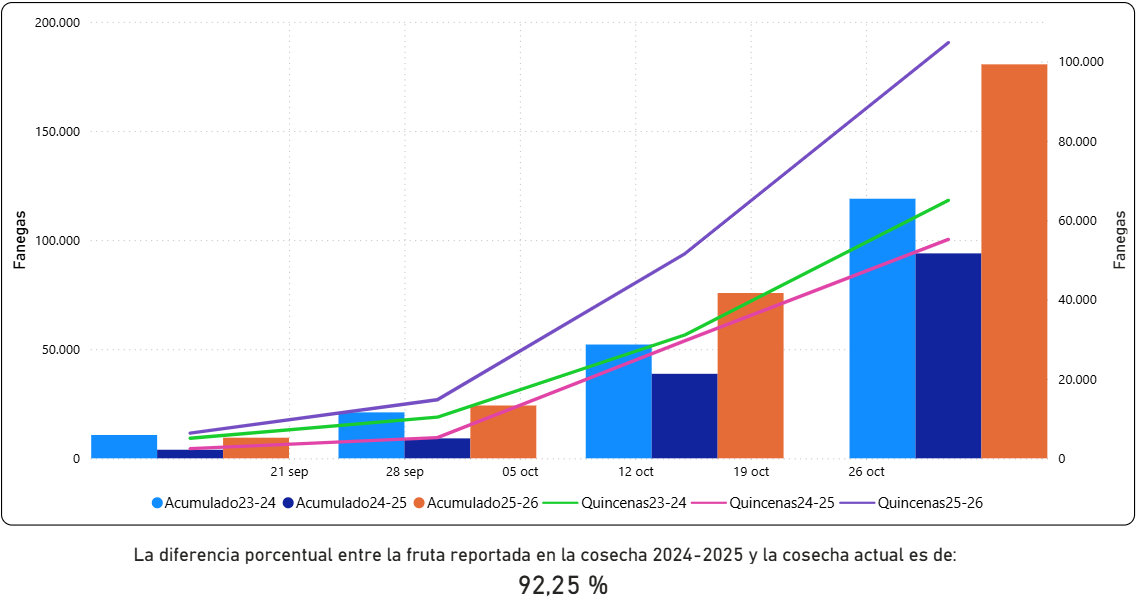 200.000
150.000
100.000
50.000
0
Fanegas
100.000
80.000
60.000
40.000
20.000
0
Fanegas
21 sep 28 sep 05 oct 12 oct 19 oct 26 oct
Acumulado23-24 Acumulado24-25 Acumulado25-26 Quincenas23-24 Quincenas24-25 Quincenas25-26
La diferencia porcentual entre la fruta reportada en la cosecha 2024-2025 y la cosecha actual es de:
92,25 %